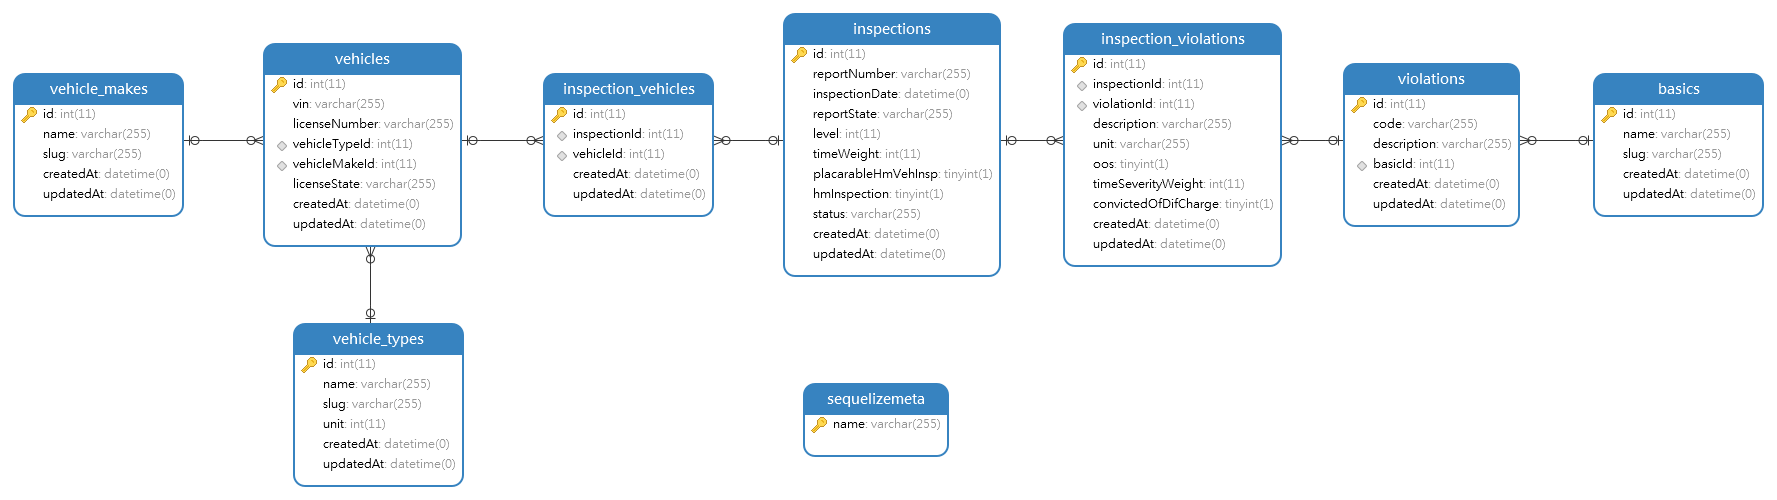 vehicle_makes
id: int(11)
name: varchar(255)
slug: varchar(255)
createdAt: datetime(0)
updatedAt: datetime(0)
vehicles
id: int(11)
vin: varchar(255)
licenseNumber: varchar(255)
vehicleTypeId: int(11)
vehicleMakeId: int(11)
licenseState: varchar(255)
createdAt: datetime(0)
updatedAt: datetime(0)
inspection_vehicles
id: int(11)
inspectionId: int(11)
vehicleId: int(11)
createdAt: datetime(0)
updatedAt: datetime(0)
inspections
id: int(11)
reportNumber: varchar(255)
inspectionDate: datetime(0)
reportState: varchar(255)
level: int(11)
timeWeight: int(11)
placarableHmVehInsp: tinyint(1)
hmInspection: tinyint(1)
status: varchar(255)
createdAt: datetime(0)
updatedAt: datetime(0)
inspection_violations
id: int(11)
inspectionId: int(11)
violationId: int(11)
description: varchar(255)
unit: varchar(255)
oos: tinyint(1)
timeSeverityWeight: int(11)
convictedOfDifCharge: tinyint(1)
createdAt: datetime(0)
updatedAt: datetime(0)
violations
id: int(11)
code: varchar(255)
description: varchar(255)
basicId: int(11)
createdAt: datetime(0)
updatedAt: datetime(0)
basics
id: int(11)
name: varchar(255)
slug: varchar(255)
createdAt: datetime(0)
updatedAt: datetime(0)
vehicle_types
id: int(11)
name: varchar(255)
slug: varchar(255)
unit: int(11)
createdAt: datetime(0)
updatedAt: datetime(0)
sequelizemeta
name: varchar(255)